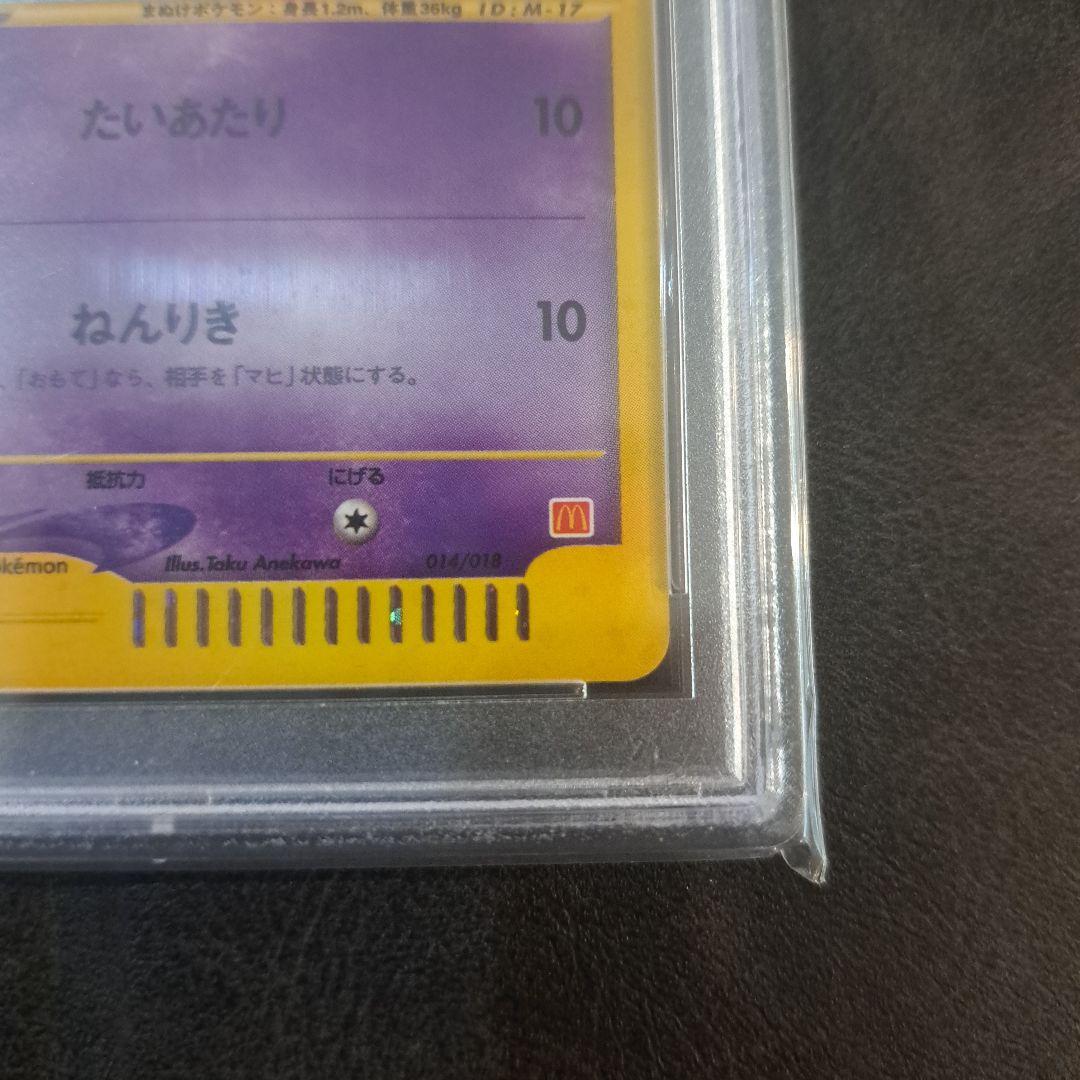 まぬけポケモン：身長1.2m、体重36kg ID:M-17
たいあたり 10
ねんりき 10
、「おもて」なら、相手を「マヒ」状態にする。
抵抗力 にげる
okémon Illus.Taku Anekawa 014/018